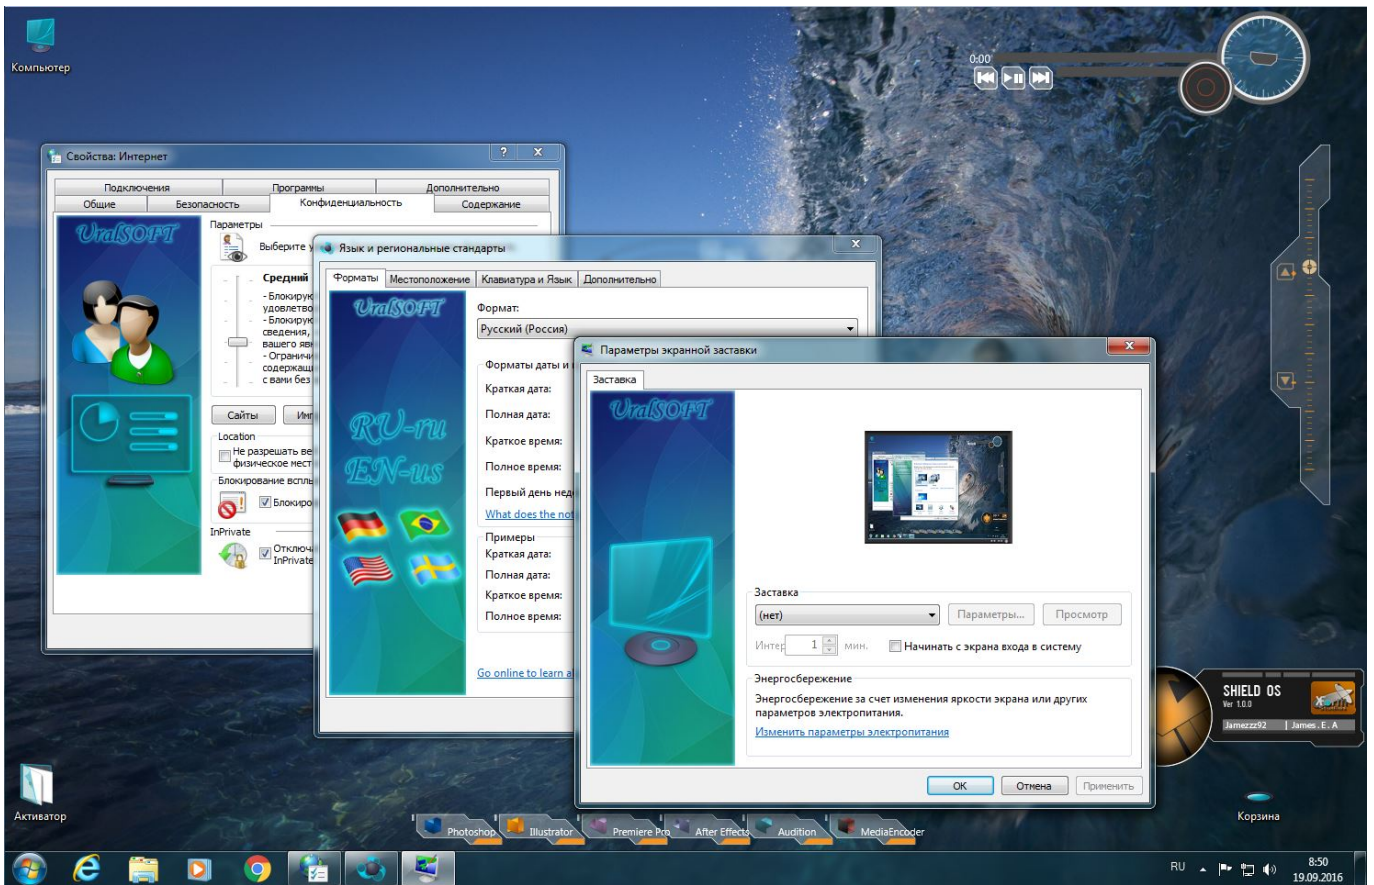 Компьютер
0:00
Свойства: Интернет
Подключения
Программы
Дополнительно
Общие
Безопасность
Конфиденциальность
Содержание
UralSOFT
Параметры
Выберите
Средний
- Блокирую
удовлетво
- Блокирую
сведения,
вашего яв
- Ограничи
содержащ
с вами без
Сайты
Имп
Location
Не разрешать ве
физическое мест
Блокирование вспль
Блокиро
InPrivate
Отключ
InPrivate
Язык и региональные стандарты
Форматы
Местоположение
Клавиатура и Язык
Дополнительно
UralSOFT
RU-ru
EN-us
Формат:
Русский (Россия)
Форматы даты и
Краткая дата:
Полная дата:
Краткое время:
Полное время:
Первый день нед
What does the not
Примеры
Краткая дата:
Полная дата:
Краткое время:
Полное время:
Go online to learn a
Параметры экранной заставки
Заставка
UralSOFT
Заставка
(нет)
Параметры...
Просмотр
Интер
1
мин.
Начинать с экрана входа в систему
Энергосбережение
Энергосбережение за счет изменения яркости экрана или других
параметров электропитания.
Изменить параметры электропитания
OK
Отмена
Применить
SHIELD OS
Ver 1.0.0
Jamezzz92 | James.E.A
Активатор
Корзина
Photoshop
Illustrator
Premiere Pro
After Effects
Audition
MediaEncoder
RU
8:50
19.09.2016